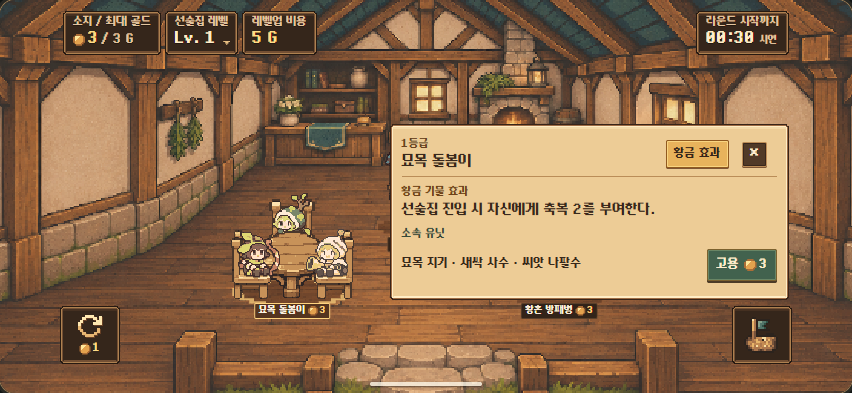 소지 / 최대 골드
3 / 3 G
선술집 레벨
Lv. 1
레벨업 비용
5 G
라운드 시작까지
00:30 시연
1등급
묘목 돌봄이
황금 효과
×
황금 기물 효과
선술집 진입 시 자신에게 축복 2를 부여한다.
소속 유닛
묘목 지기 · 새싹 사수 · 씨앗 나팔수
고용 3
묘목 돌봄이 3
황혼 방패병 3
1